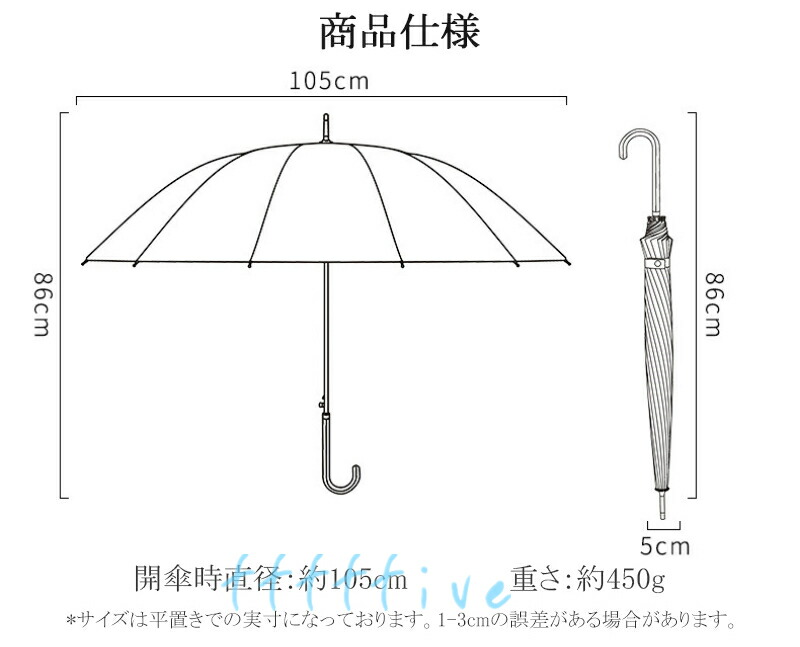 商品仕様
105cm
86cm
86cm
5cm
開傘時直径:約105cm 重さ:約450g
ttttttive
*サイズは平置きでの実寸になっております。1-3cmの誤差がある場合があります。